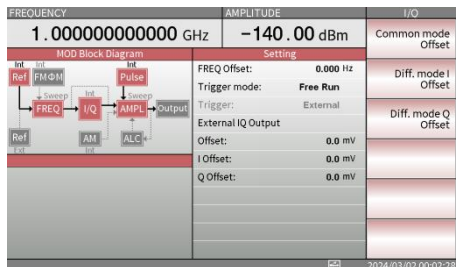 FREQUENCY AMPLITUDE I/O
1.000000000000 GHz −140.00 dBm
Common mode
Offset
MOD Block Diagram
Int Int
Ref FMΦM Pulse
Sweep Int Sweep
FREQ I/Q AMPL Output
Ref AM ALC
Ext Int
Setting
FREQ Offset: 0.000 Hz
Trigger mode: Free Run
Trigger: External
External IQ Output
Offset: 0.0 mV
I Offset: 0.0 mV
Q Offset: 0.0 mV
Diff. mode I
Offset
Diff. mode Q
Offset